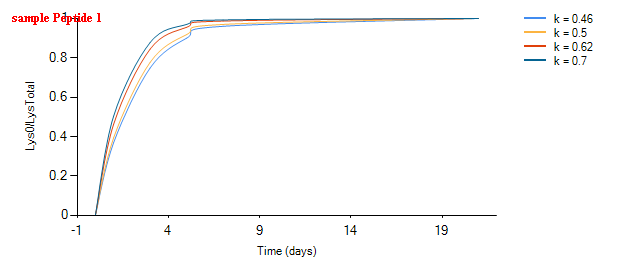 sample Peptide 1
k = 0.46
k = 0.5
k = 0.62
k = 0.7
0.8
0.6
0.4
0.2
0
Lys0/LysTotal
-1 4 9 14 19
Time (days)